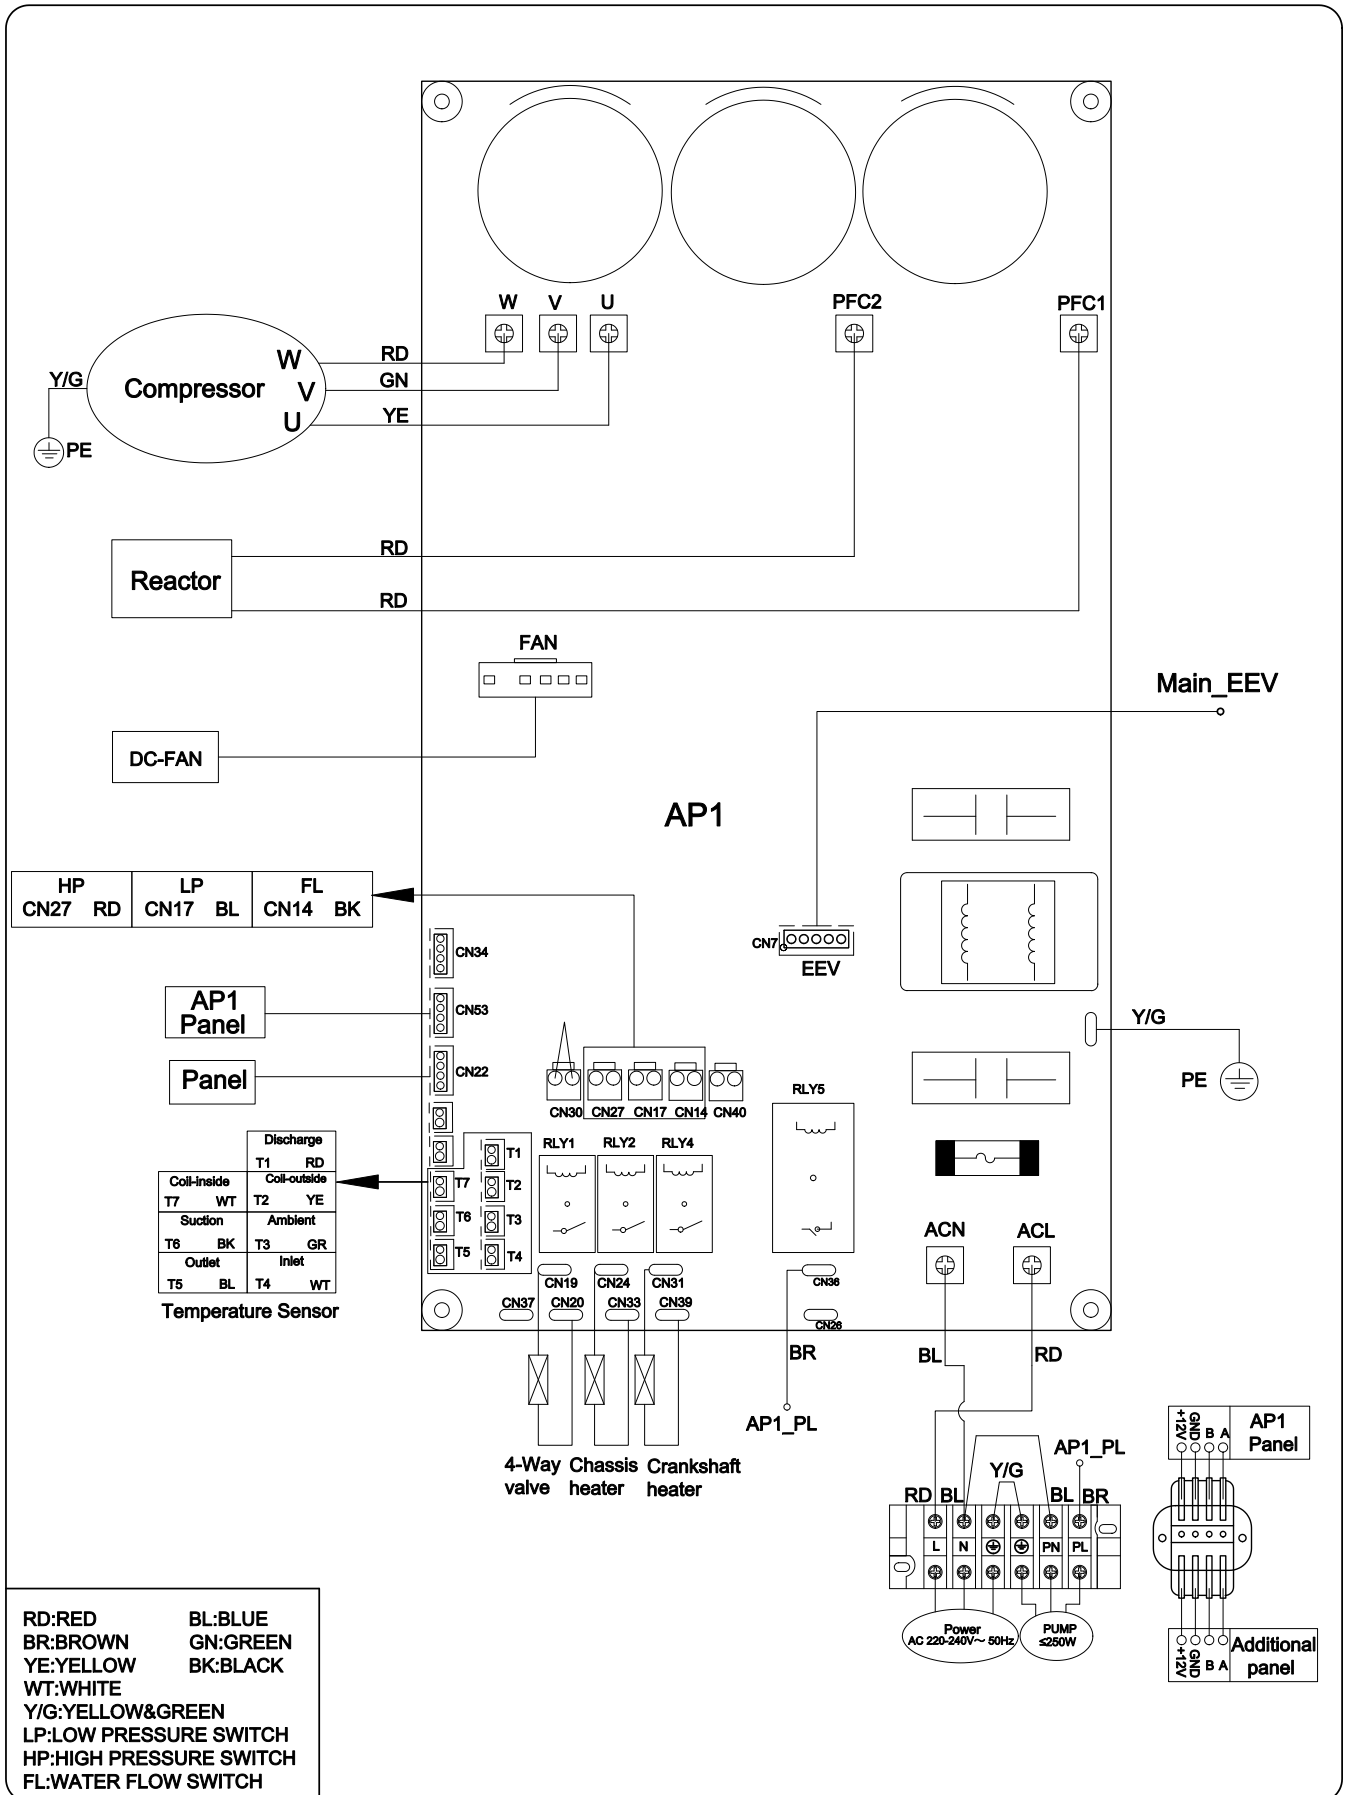 W V U PFC2 PFC1
W
V
U
Compressor
RD
GN
YE
Y/G
PE
Reactor
RD
RD
FAN
DC-FAN
Main_EEV
AP1
HP LP FL
CN27 RD CN17 BL CN14 BK
CN34
CN7
EEV
AP1
Panel
CN53
Y/G
PE
Panel
CN22
CN30 CN27 CN17 CN14 CN40
RLY5
RLY1 RLY2 RLY4
Discharge
T1 RD
Coil-inside Coil-outside
T7 WT T2 YE
Suction Ambient
T6 BK T3 GR
Outlet Inlet
T5 BL T4 WT
Temperature Sensor
T1
T7 T2
T6 T3
T5 T4
ACN ACL
CN19 CN24 CN31 CN36
CN37 CN20 CN33 CN39 CN26
BR
BL RD
AP1_PL
4-Way
valve
Chassis
heater
Crankshaft
heater
AP1_PL
Y/G
RD BL BL BR
L N PN PL
Power
AC 220-240V~ 50Hz
PUMP
≤250W
+12V GND B A
AP1
Panel
+12V GND B A
Additional
panel
RD:RED BL:BLUE
BR:BROWN GN:GREEN
YE:YELLOW BK:BLACK
WT:WHITE
Y/G:YELLOW&GREEN
LP:LOW PRESSURE SWITCH
HP:HIGH PRESSURE SWITCH
FL:WATER FLOW SWITCH